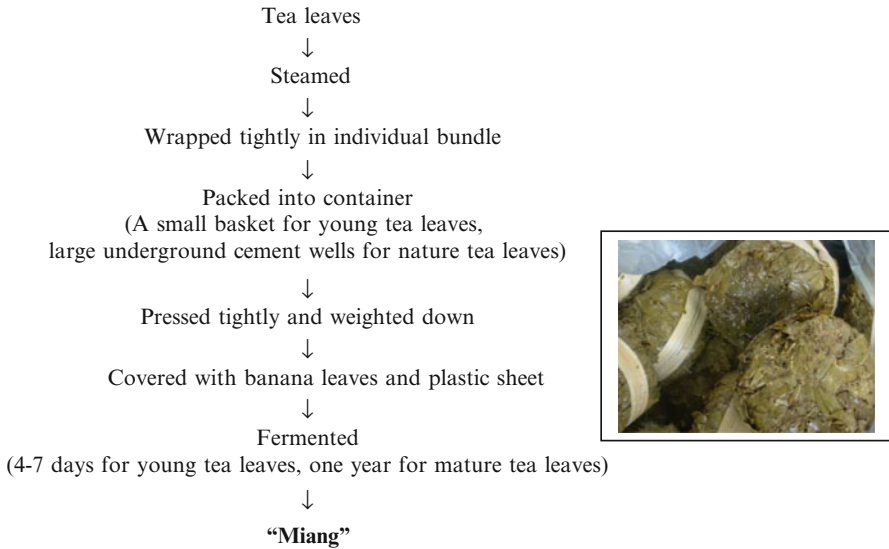 Tea leaves
↓
Steamed
↓
Wrapped tightly in individual bundle
↓
Packed into container
(A small basket for young tea leaves,
large underground cement wells for nature tea leaves)
↓
Pressed tightly and weighted down
↓
Covered with banana leaves and plastic sheet
↓
Fermented
(4-7 days for young tea leaves, one year for mature tea leaves)
↓
“Miang”